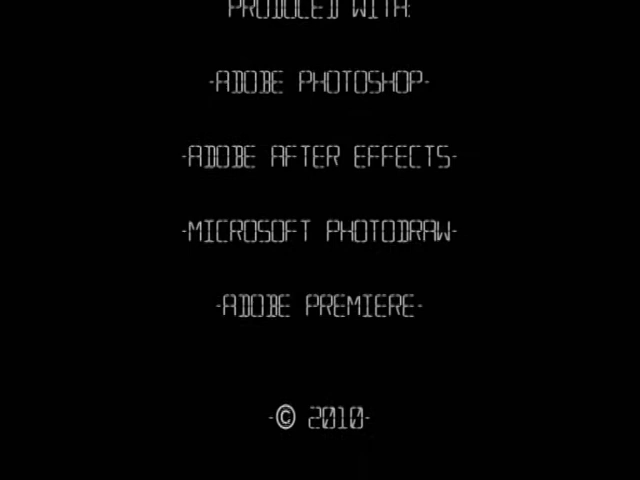 PRODUCED WITH:
-ADOBE PHOTOSHOP-
-ADOBE AFTER EFFECTS-
-MICROSOFT PHOTODRAW-
-ADOBE PREMIERE-
-© 2010-